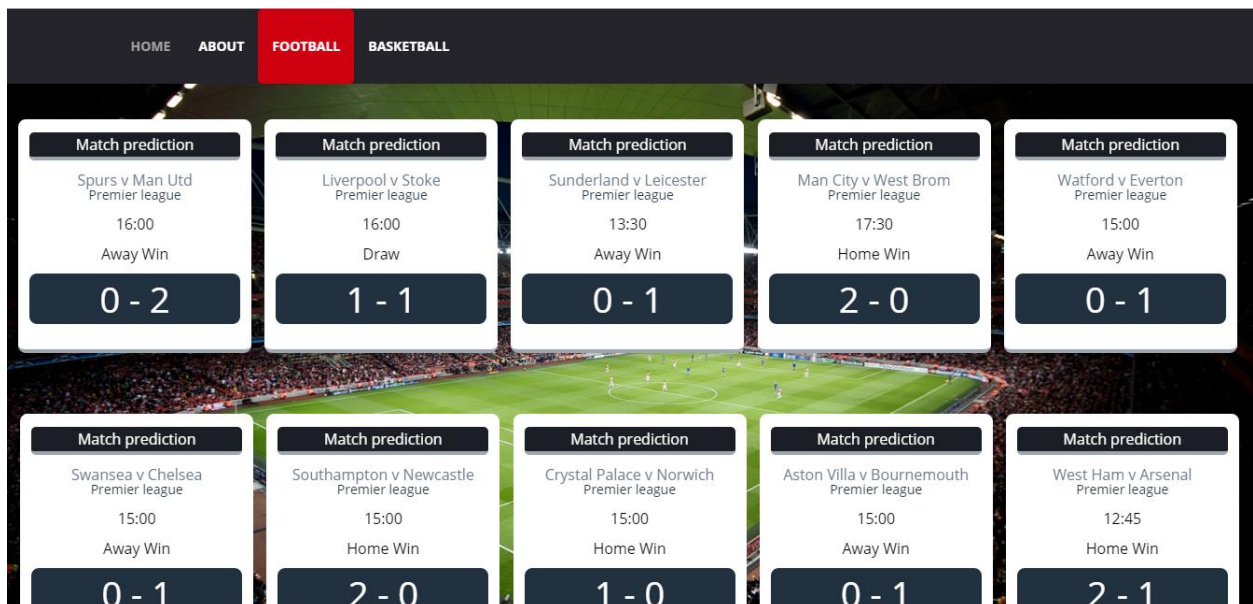 HOME ABOUT FOOTBALL BASKETBALL
Match prediction
Spurs v Man Utd
Premier league
16:00
Away Win
0 - 2
Match prediction
Liverpool v Stoke
Premier league
16:00
Draw
1 - 1
Match prediction
Sunderland v Leicester
Premier league
13:30
Away Win
0 - 1
Match prediction
Man City v West Brom
Premier league
17:30
Home Win
2 - 0
Match prediction
Watford v Everton
Premier league
15:00
Away Win
0 - 1
Match prediction
Swansea v Chelsea
Premier league
15:00
Away Win
0 - 1
Match prediction
Southampton v Newcastle
Premier league
15:00
Home Win
2 - 0
Match prediction
Crystal Palace v Norwich
Premier league
15:00
Home Win
1 - 0
Match prediction
Aston Villa v Bournemouth
Premier league
15:00
Away Win
0 - 1
Match prediction
West Ham v Arsenal
Premier league
12:45
Home Win
2 - 1